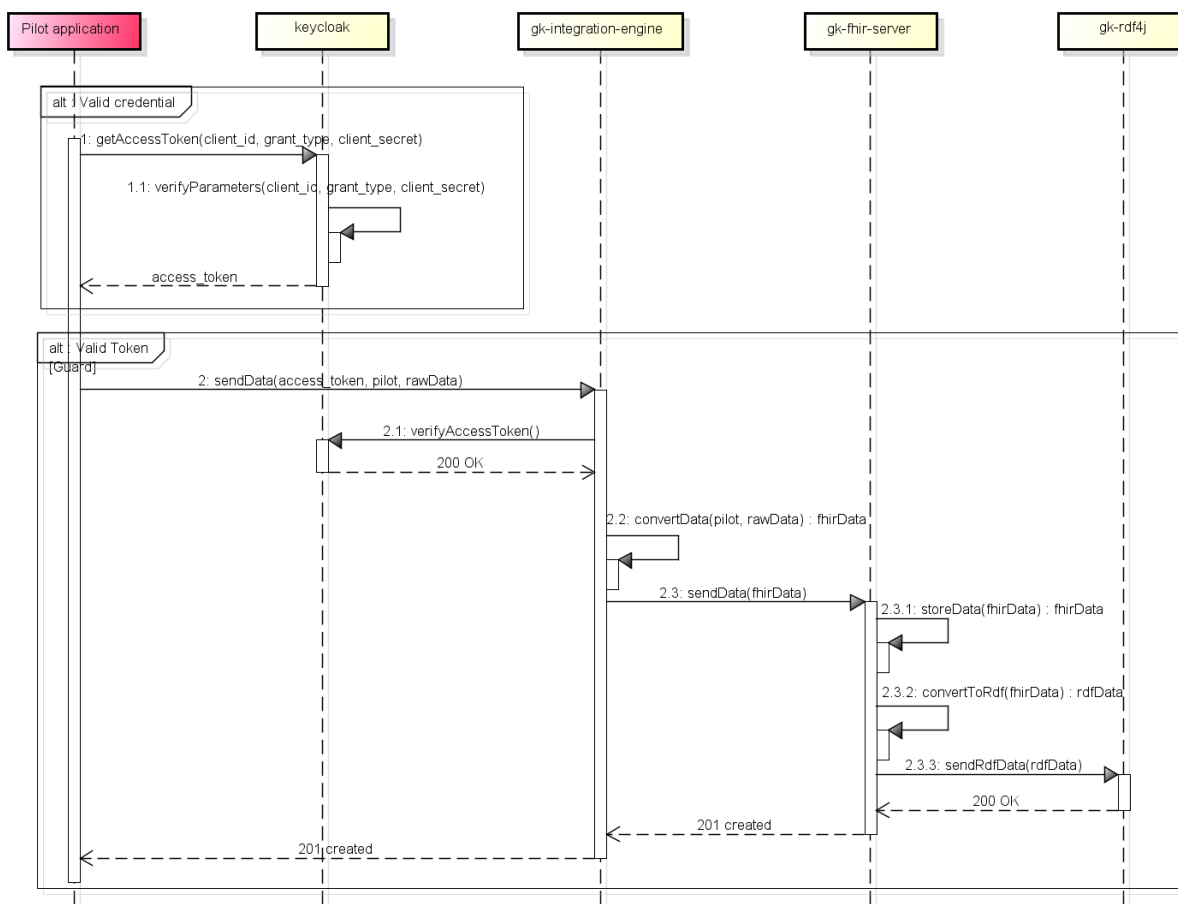 Pilot application
keycloak
gk-integration-engine
gk-fhir-server
gk-rdf4j
alt : Valid credential
1: getAccessToken(client_id, grant_type, client_secret)
1.1: verifyParameters(client_id, grant_type, client_secret)
access_token
alt : Valid Token
[Guard]
2: sendData(access_token, pilot, rawData)
2.1: verifyAccessToken()
200 OK
2.2: convertData(pilot, rawData) : fhirData
2.3: sendData(fhirData)
2.3.1: storeData(fhirData) : fhirData
2.3.2: convertToRdf(fhirData) : rdfData
2.3.3: sendRdfData(rdfData)
200 OK
201 created
201 created